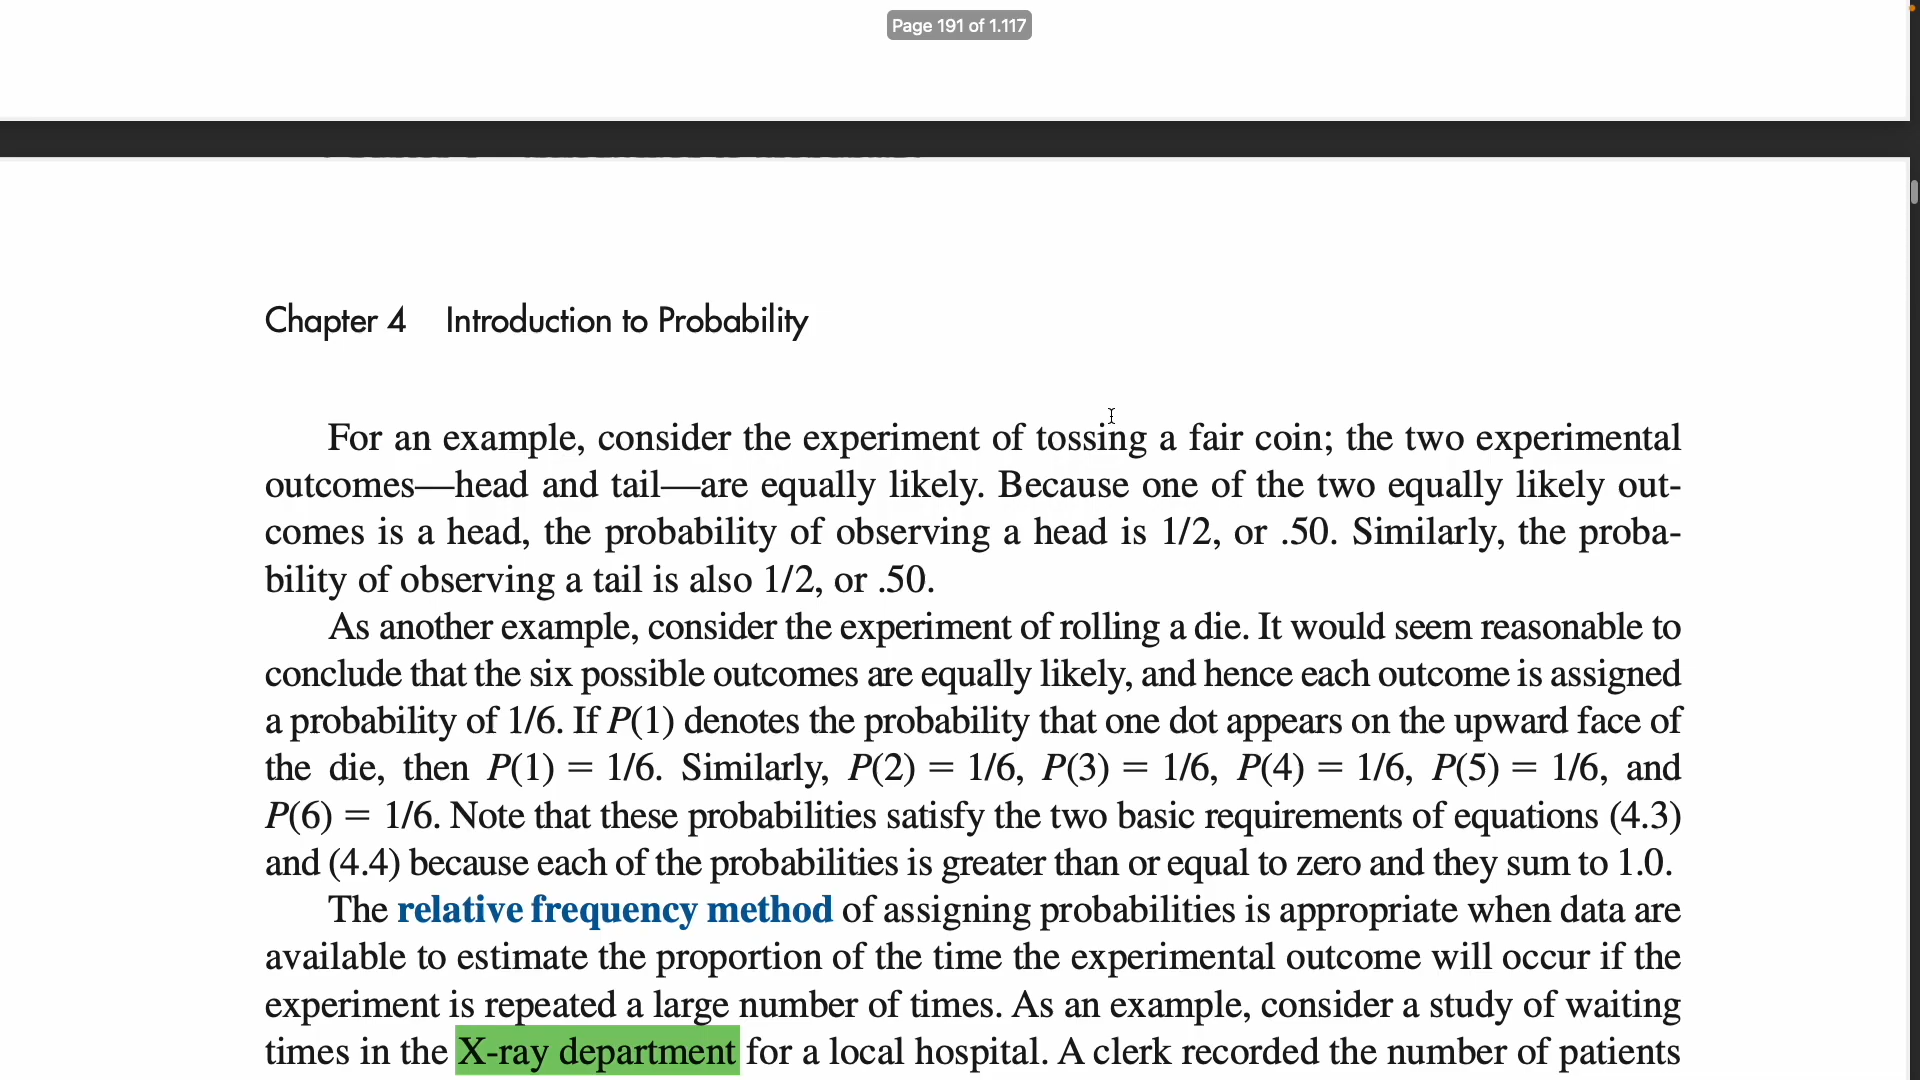 Page 191 of 1.117
Chapter 4 Introduction to Probability
For an example, consider the experiment of tossing a fair coin; the two experimental
outcomes—head and tail—are equally likely. Because one of the two equally likely out-
comes is a head, the probability of observing a head is 1/2, or .50. Similarly, the proba-
bility of observing a tail is also 1/2, or .50.
As another example, consider the experiment of rolling a die. It would seem reasonable to
conclude that the six possible outcomes are equally likely, and hence each outcome is assigned
a probability of 1/6. If P(1) denotes the probability that one dot appears on the upward face of
the die, then P(1) = 1/6. Similarly, P(2) = 1/6, P(3) = 1/6, P(4) = 1/6, P(5) = 1/6, and
P(6) = 1/6. Note that these probabilities satisfy the two basic requirements of equations (4.3)
and (4.4) because each of the probabilities is greater than or equal to zero and they sum to 1.0.
The relative frequency method of assigning probabilities is appropriate when data are
available to estimate the proportion of the time the experimental outcome will occur if the
experiment is repeated a large number of times. As an example, consider a study of waiting
times in the X-ray department for a local hospital. A clerk recorded the number of patients